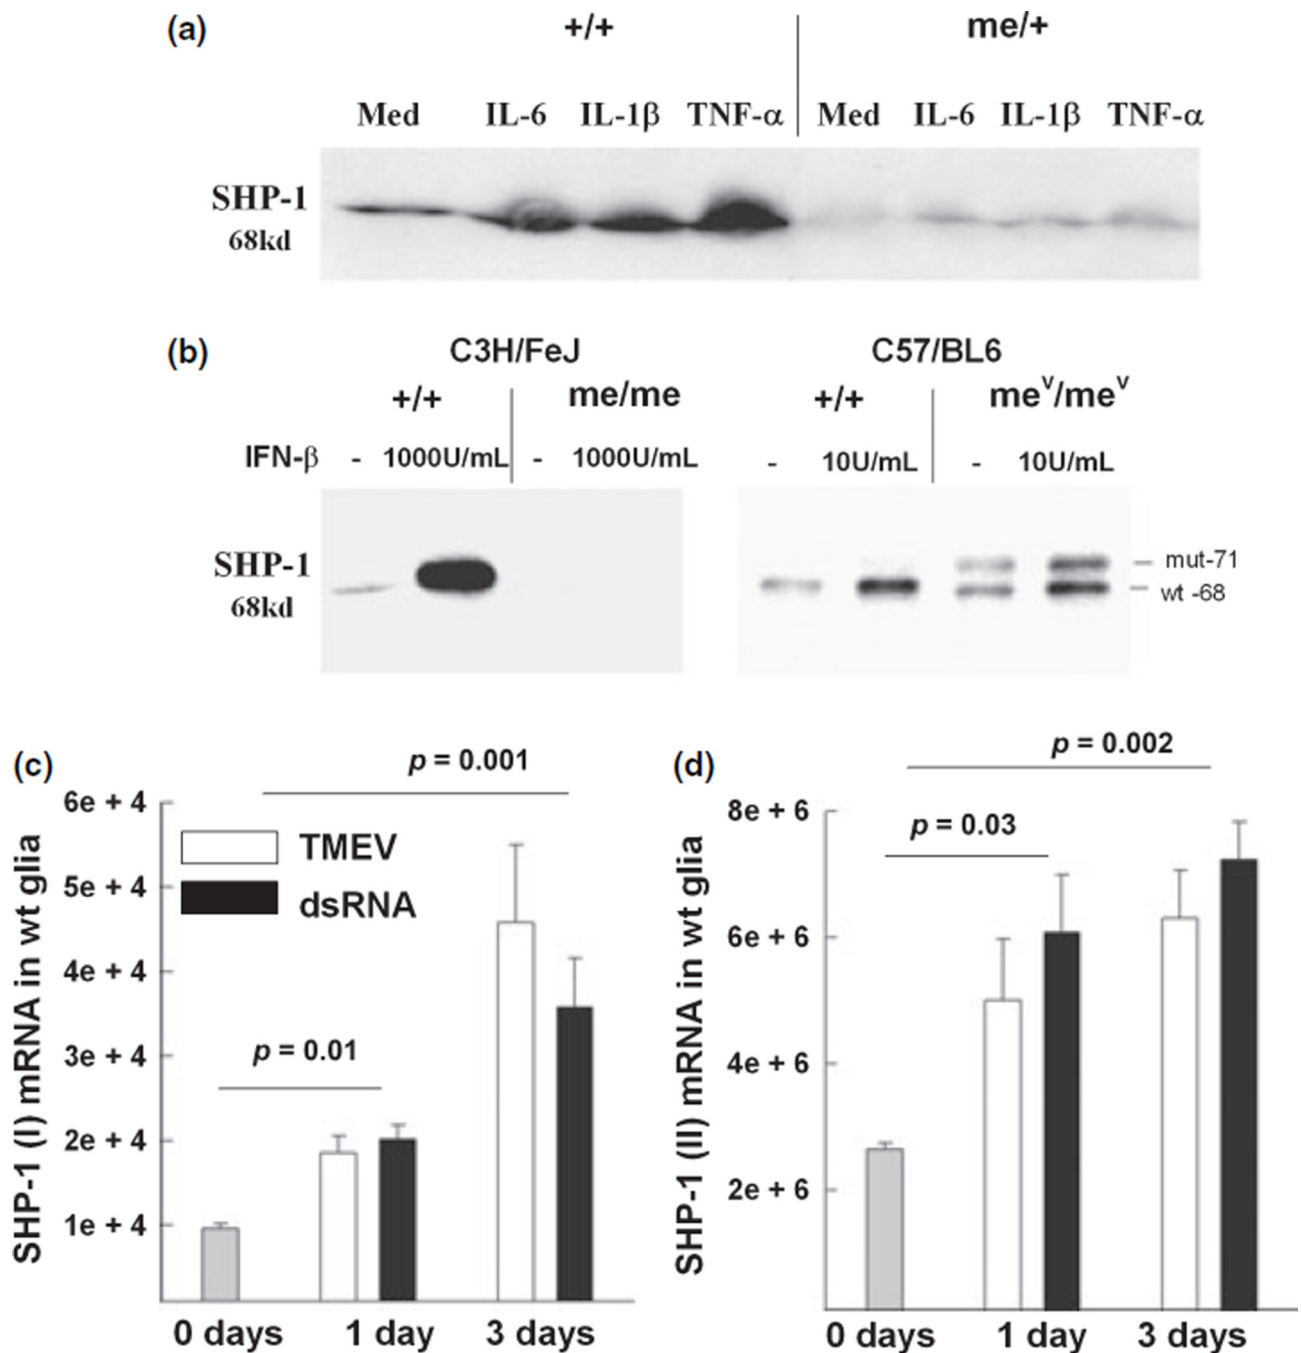 (a)
+/+ me/+
Med IL-6 IL-1β TNF-α Med IL-6 IL-1β TNF-α
SHP-1
68kd
(b)
C3H/FeJ C57/BL6
+/+ me/me +/+ meᵛ/meᵛ
IFN-β - 1000U/mL - 1000U/mL - 10U/mL - 10U/mL
SHP-1
68kd
mut-71
wt -68
(c)
p = 0.001
6e + 4
5e + 4
4e + 4
3e + 4
2e + 4
1e + 4
SHP-1 (I) mRNA in wt glia
TMEV
dsRNA
p = 0.01
0 days 1 day 3 days
(d)
p = 0.002
p = 0.03
8e + 6
6e + 6
4e + 6
2e + 6
SHP-1 (II) mRNA in wt glia
0 days 1 day 3 days